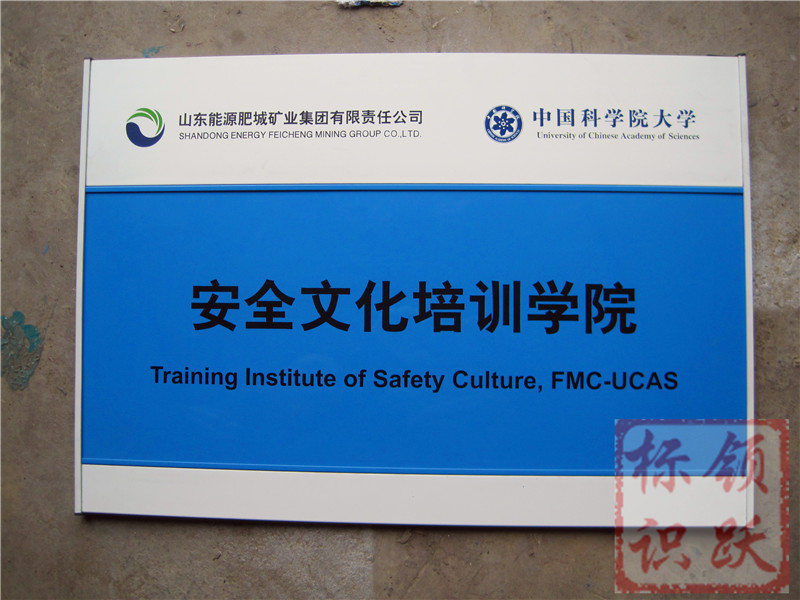 山东能源肥城矿业集团有限责任公司
SHANDONG ENERGY FEICHENG MINING GROUP CO.,LTD.
中国科学院大学
University of Chinese Academy of Sciences
安全文化培训学院
Training Institute of Safety Culture, FMC-UCAS
领跃
标识